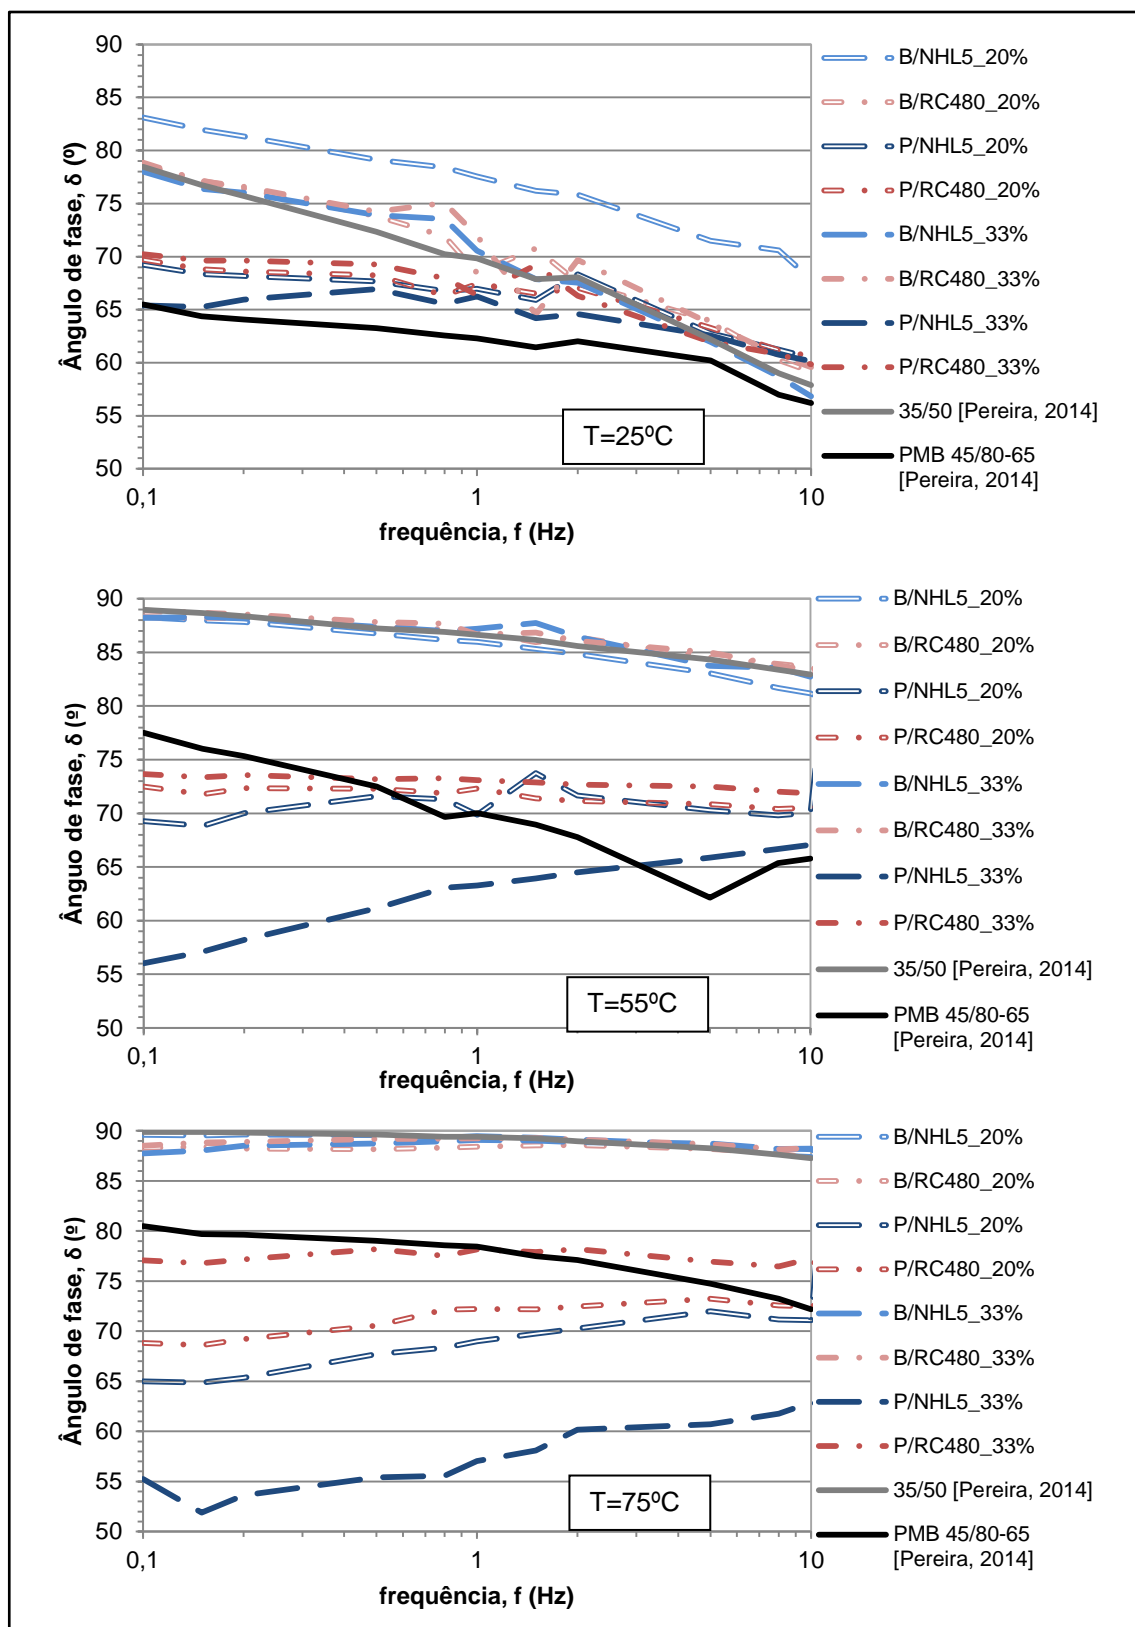 90
85
80
75
70
65
60
55
50
Ângulo de fase, δ (º)
0,1
1
10
frequência, f (Hz)
T=25ºC
B/NHL5_20%
B/RC480_20%
P/NHL5_20%
P/RC480_20%
B/NHL5_33%
B/RC480_33%
P/NHL5_33%
P/RC480_33%
35/50 [Pereira, 2014]
PMB 45/80-65
[Pereira, 2014]
90
85
80
75
70
65
60
55
50
Ânguo de fase, δ (º)
0,1
1
10
frequência, f (Hz)
T=55ºC
B/NHL5_20%
B/RC480_20%
P/NHL5_20%
P/RC480_20%
B/NHL5_33%
B/RC480_33%
P/NHL5_33%
P/RC480_33%
35/50 [Pereira, 2014]
PMB 45/80-65
[Pereira, 2014]
90
85
80
75
70
65
60
55
50
Ângulo de fase, δ (º)
0,1
1
10
frequência, f (Hz)
T=75ºC
B/NHL5_20%
B/RC480_20%
P/NHL5_20%
P/RC480_20%
B/NHL5_33%
B/RC480_33%
P/NHL5_33%
P/RC480_33%
35/50 [Pereira, 2014]
PMB 45/80-65
[Pereira, 2014]